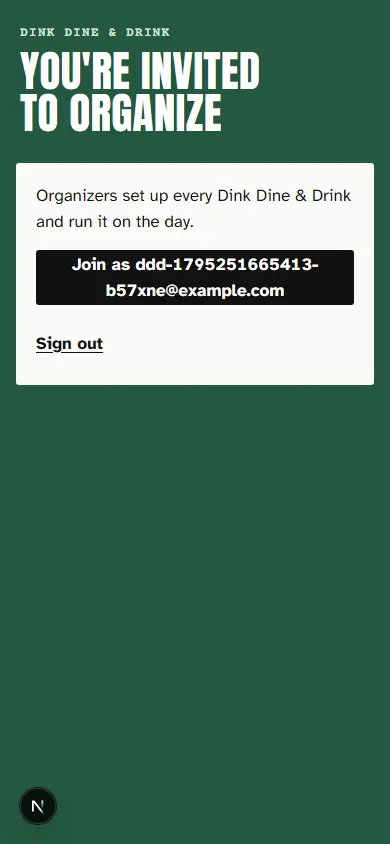 DINK DINE & DRINK
YOU'RE INVITED
TO ORGANIZE
Organizers set up every Dink Dine & Drink
and run it on the day.
Join as ddd-1795251665413-
b57xne@example.com
Sign out
N